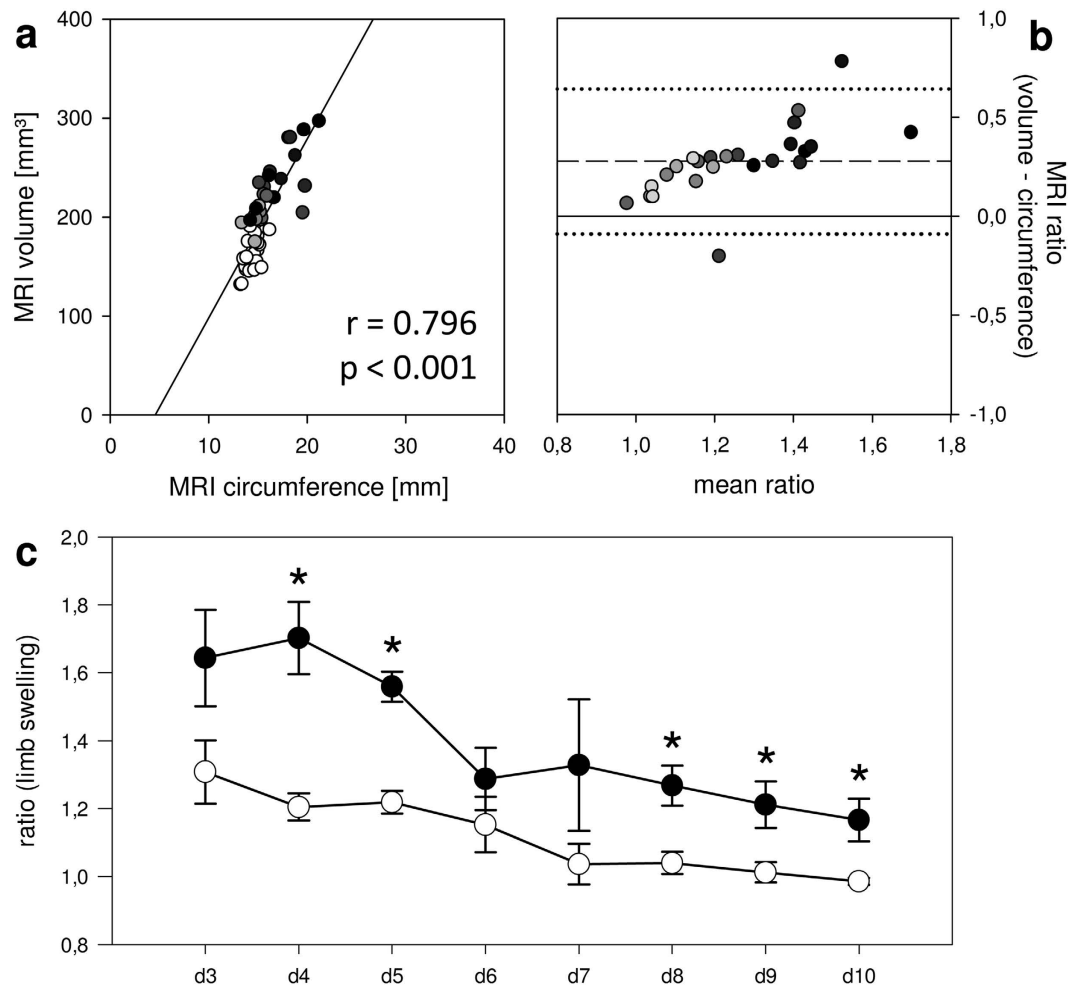 a
400
300
200
100
0
MRI volume [mm³]
r = 0.796
p < 0.001
0 10 20 30 40
MRI circumference [mm]
b
1,0
0,5
0,0
-0,5
-1,0
MRI ratio
(volume - circumference)
0,8 1,0 1,2 1,4 1,6 1,8
mean ratio
c
2,0
1,8
1,6
1,4
1,2
1,0
0,8
ratio (limb swelling)
* * * * *
d3 d4 d5 d6 d7 d8 d9 d10